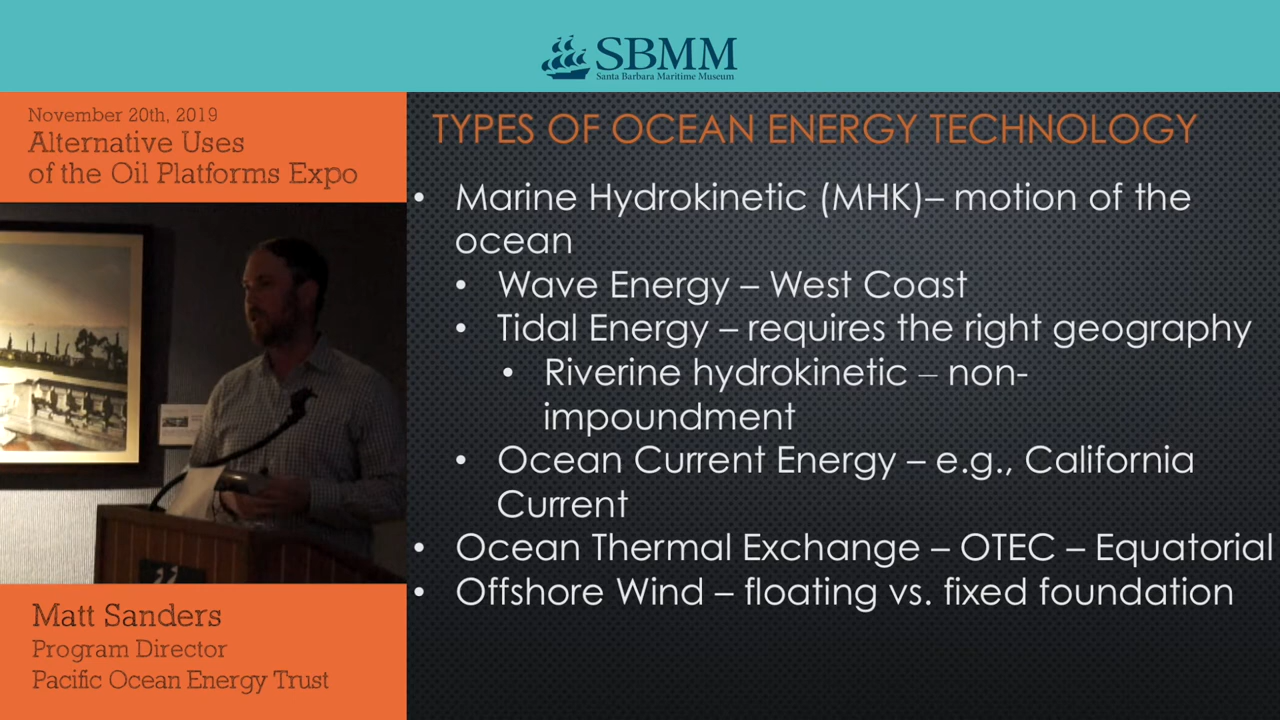 SBMM
Santa Barbara Maritime Museum
November 20th, 2019
Alternative Uses
of the Oil Platforms Expo
Matt Sanders
Program Director
Pacific Ocean Energy Trust
TYPES OF OCEAN ENERGY TECHNOLOGY
• Marine Hydrokinetic (MHK)– motion of the
ocean
• Wave Energy – West Coast
• Tidal Energy – requires the right geography
• Riverine hydrokinetic – non-
impoundment
• Ocean Current Energy – e.g., California
Current
• Ocean Thermal Exchange – OTEC – Equatorial
• Offshore Wind – floating vs. fixed foundation